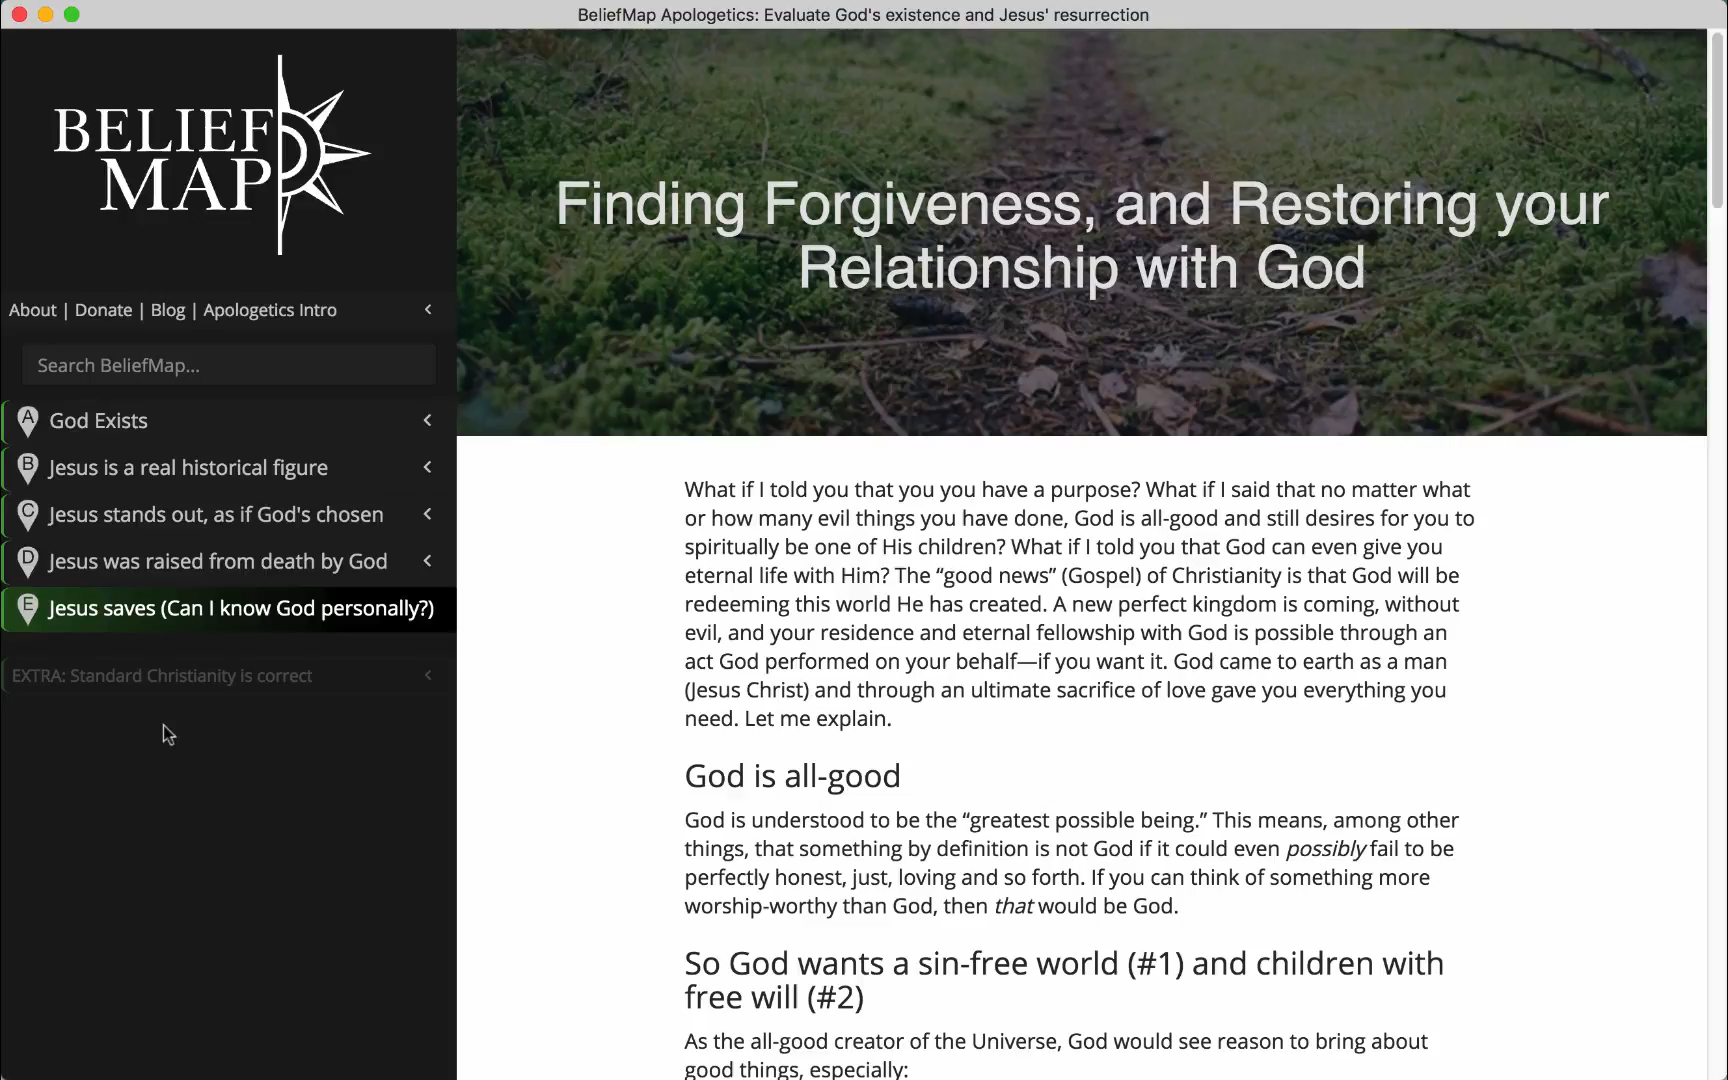 BeliefMap Apologetics: Evaluate God's existence and Jesus' resurrection
BELIEF
MAP
About | Donate | Blog | Apologetics Intro
Search BeliefMap...
A God Exists
B Jesus is a real historical figure
C Jesus stands out, as if God's chosen
D Jesus was raised from death by God
E Jesus saves (Can I know God personally?)
EXTRA: Standard Christianity is correct
Finding Forgiveness, and Restoring your
Relationship with God
What if I told you that you you have a purpose? What if I said that no matter what
or how many evil things you have done, God is all-good and still desires for you to
spiritually be one of His children? What if I told you that God can even give you
eternal life with Him? The “good news” (Gospel) of Christianity is that God will be
redeeming this world He has created. A new perfect kingdom is coming, without
evil, and your residence and eternal fellowship with God is possible through an
act God performed on your behalf—if you want it. God came to earth as a man
(Jesus Christ) and through an ultimate sacrifice of love gave you everything you
need. Let me explain.
God is all-good
God is understood to be the “greatest possible being.” This means, among other
things, that something by definition is not God if it could even possibly fail to be
perfectly honest, just, loving and so forth. If you can think of something more
worship-worthy than God, then that would be God.
So God wants a sin-free world (#1) and children with
free will (#2)
As the all-good creator of the Universe, God would see reason to bring about
good things, especially: